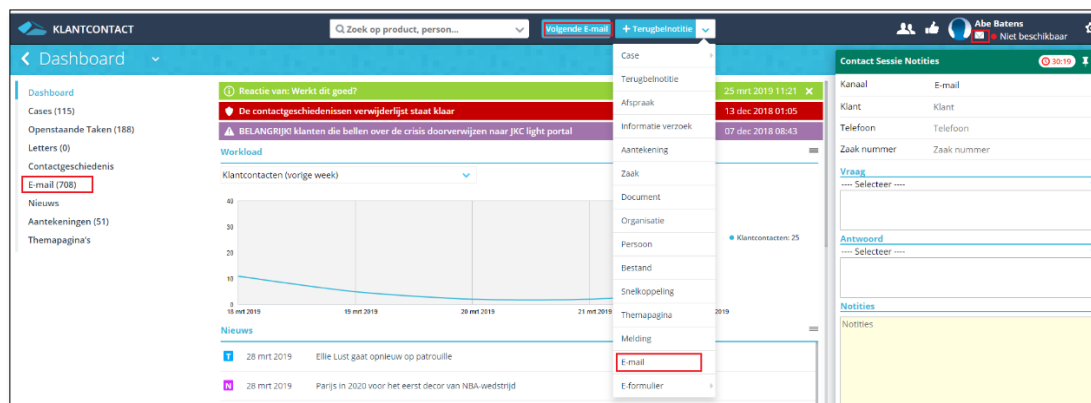 KLANTCONTACT
Zoek op product, person...
Volgende E-mail
+ Terugbelnotitie
Abe Batens
Niet beschikbaar
Dashboard
Dashboard
Cases (115)
Openstaande Taken (188)
Letters (0)
Contactgeschiedenis
E-mail (708)
Nieuws
Aantekeningen (51)
Themapagina's
Reactie van: Werkt dit goed?
25 mrt 2019 11:21
De contactgeschiedenissen verwijderlijst staat klaar
13 dec 2018 01:05
BELANGRIJK! klanten die bellen over de crisis doorverwijzen naar JKC light portal
07 dec 2018 08:43
Workload
Klantcontacten (vorige week)
40
30
20
10
0
18 mrt 2019
19 mrt 2019
20 mrt 2019
21 mrt 2019
2019
Klantcontacten: 25
Nieuws
T 28 mrt 2019 Ellie Lust gaat opnieuw op patrouille
N 28 mrt 2019 Parijs in 2020 voor het eerst decor van NBA-wedstrijd
Case
Terugbelnotitie
Afspraak
Informatie verzoek
Aantekening
Zaak
Document
Organisatie
Persoon
Bestand
Snelkoppeling
Themapagina
Melding
E-mail
E-formulier
Contact Sessie Notities
30:19
Kanaal E-mail
Klant Klant
Telefoon Telefoon
Zaak nummer Zaak nummer
Vraag
---- Selecteer ----
Antwoord
---- Selecteer ----
Notities
Notities